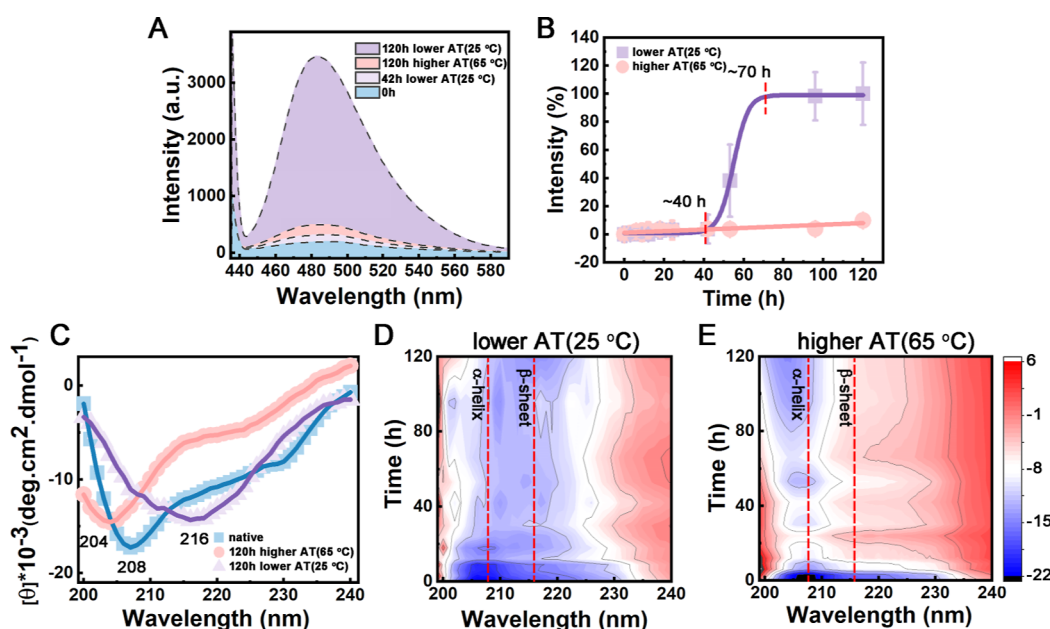 A
Intensity (a.u.)
3000
2000
1000
0
120h lower AT(25 °C)
120h higher AT(65 °C)
42h lower AT(25 °C)
0h
440 460 480 500 520 540 560 580
Wavelength (nm)
B
Intensity (%)
140
120
100
80
60
40
20
0
-20
lower AT(25 °C)
higher AT(65 °C)
~70 h
~40 h
0 20 40 60 80 100 120
Time (h)
C
[θ]*10-3(deg.cm2.dmol-1)
0
-10
-20
204
208
216
native
120h higher AT(65 °C)
120h lower AT(25 °C)
200 210 220 230 240
Wavelength (nm)
D
lower AT(25 °C)
Time (h)
120
80
40
0
α-helix
β-sheet
200 210 220 230 240
Wavelength (nm)
E
higher AT(65 °C)
Time (h)
120
80
40
0
α-helix
β-sheet
200 210 220 230 240
Wavelength (nm)
6
-1
-8
-15
-22